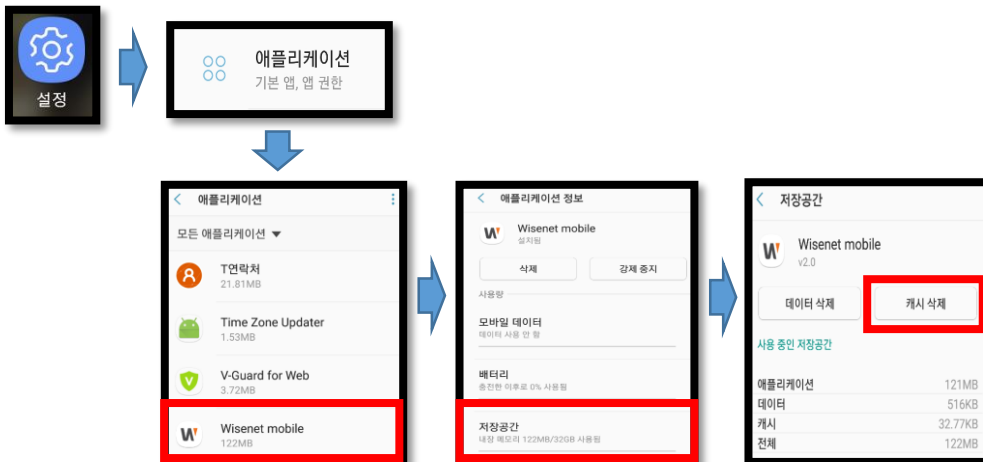 설정
애플리케이션
기본 앱, 앱 권한
애플리케이션
모든 애플리케이션
T연락처
21.81MB
Time Zone Updater
1.53MB
V-Guard for Web
3.72MB
Wisenet mobile
122MB
애플리케이션 정보
Wisenet mobile
설치됨
삭제
강제 중지
사용량
모바일 데이터
데이터 사용 안 함
배터리
충전한 이후로 0% 사용됨
저장공간
내장 메모리 122MB/32GB 사용됨
저장공간
Wisenet mobile
v2.0
데이터 삭제
캐시 삭제
사용 중인 저장공간
애플리케이션 121MB
데이터 516KB
캐시 32.77KB
전체 122MB